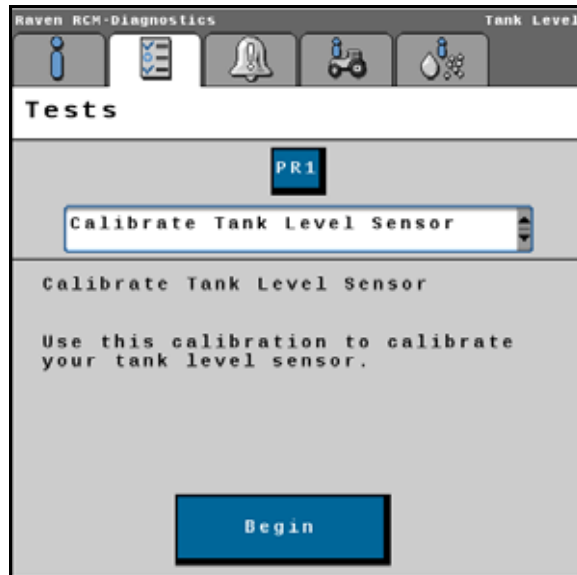 Raven RCM-Diagnostics Tank Level
Tests
PR1
Calibrate Tank Level Sensor
Calibrate Tank Level Sensor
Use this calibration to calibrate
your tank level sensor.
Begin